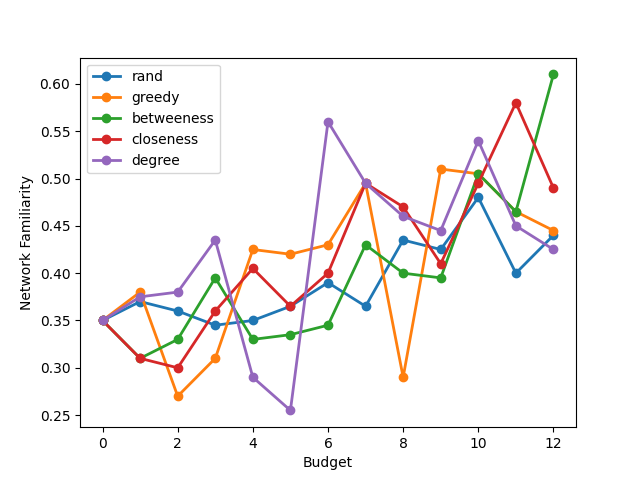 rand
greedy
betweeness
closeness
degree
0.60
0.55
0.50
0.45
0.40
0.35
0.30
0.25
Network Familiarity
0 2 4 6 8 10 12
Budget